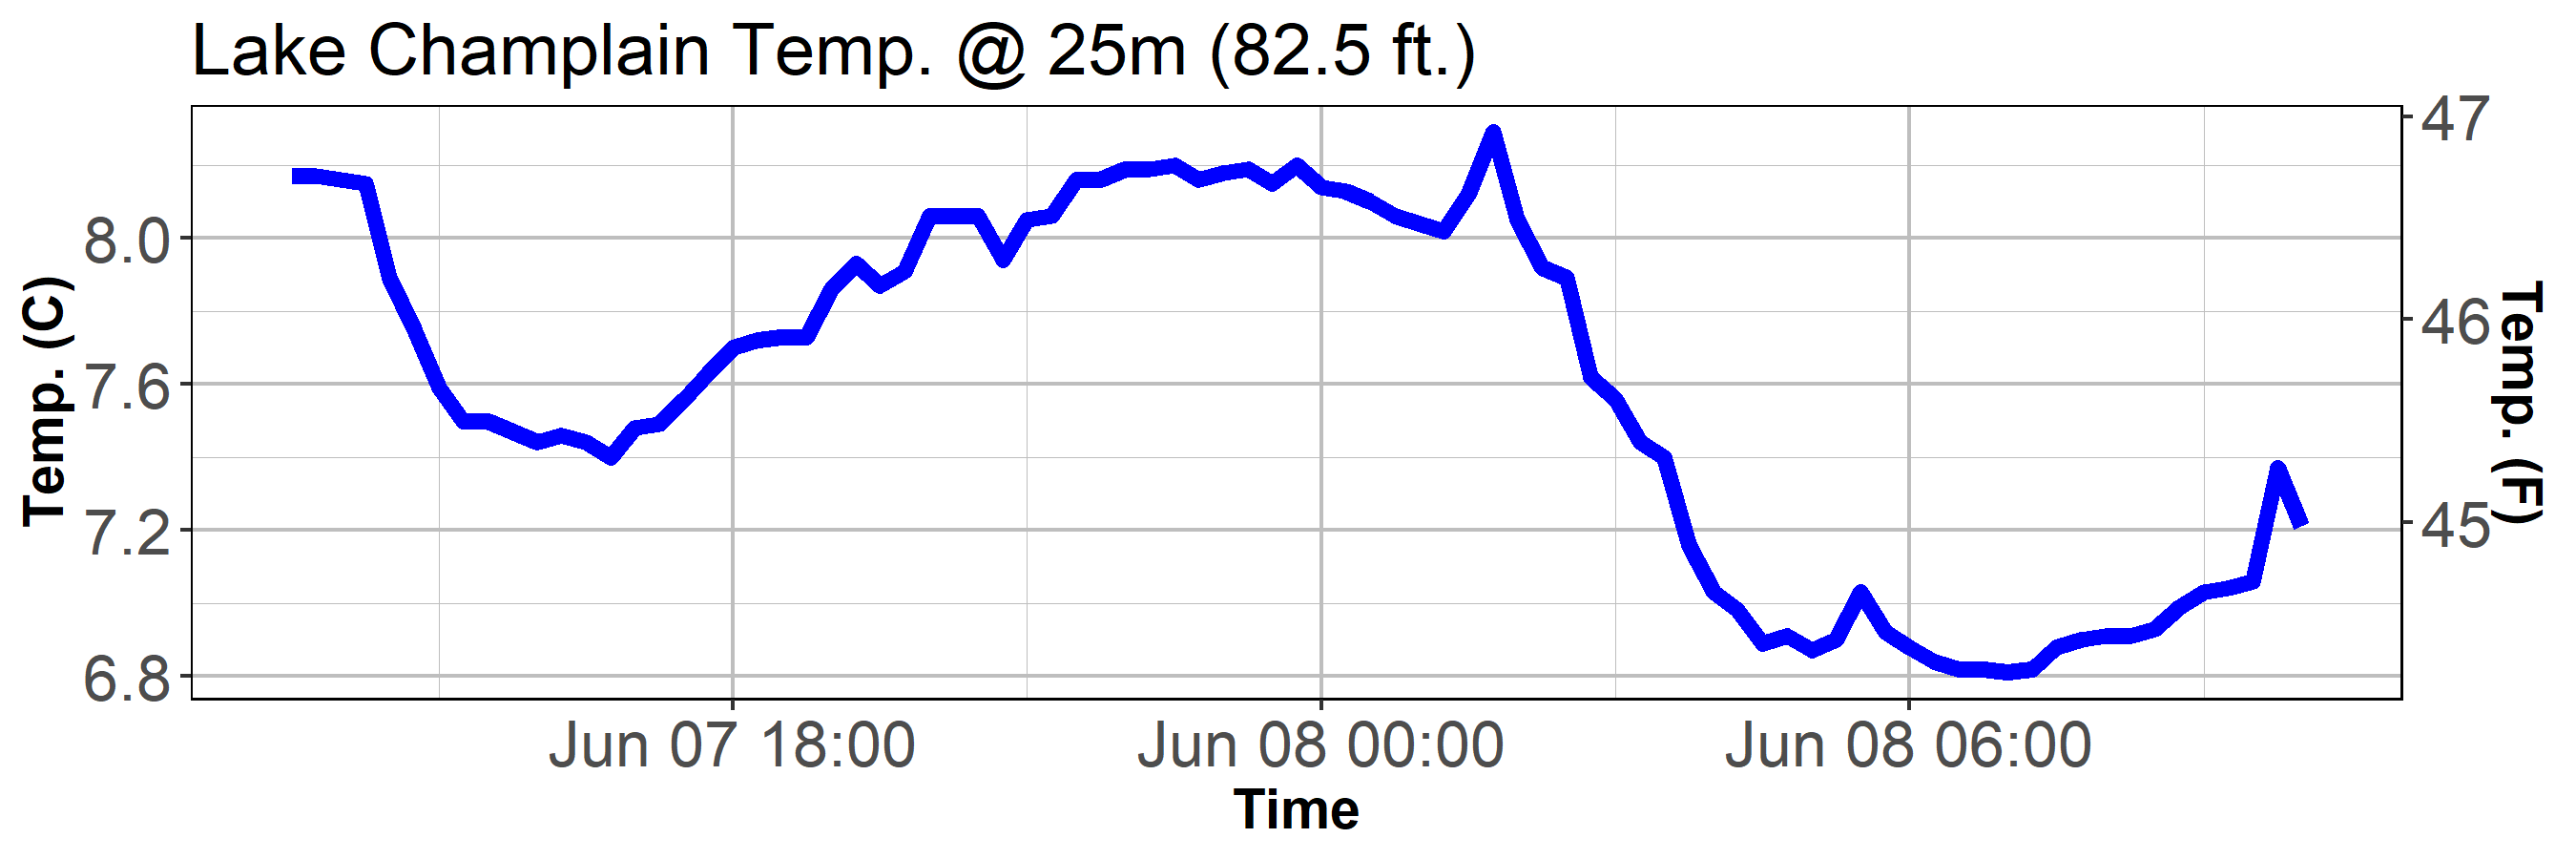 Lake Champlain Temp. @ 25m (82.5 ft.)
47
8.0
46
7.6
7.2
45
6.8
Temp. (C)
Temp. (F)
Jun 07 18:00
Jun 08 00:00
Jun 08 06:00
Time